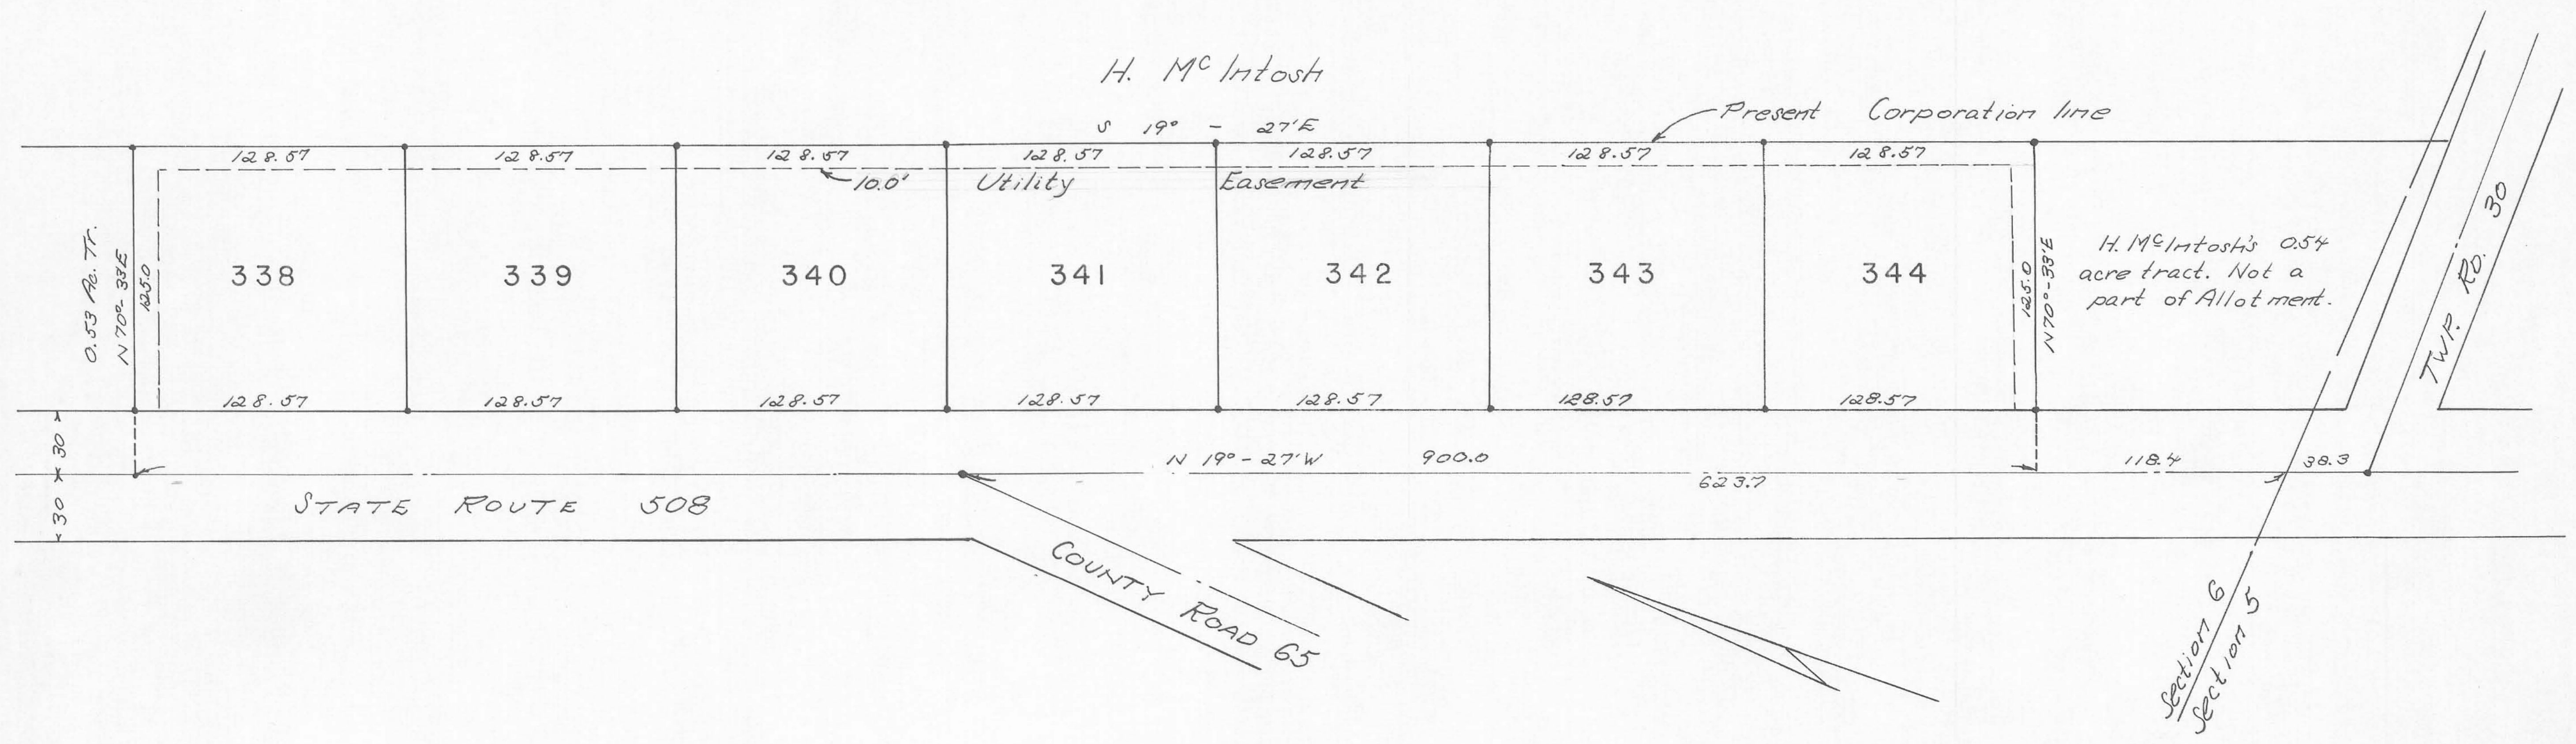 H. Mc Intosh
Present Corporation line
S 19° - 27'E
128.57 128.57 128.57 128.57 128.57 128.57 128.57
10.0' Utility Easement
0.53 Ac. Tr.
N 70°-33'E
125.0
338 339 340 341 342 343 344
125.0
N 70°-33'E
H. McIntosh's 0.54
acre tract. Not a
part of Allotment.
TWP. RD. 30
128.57 128.57 128.57 128.57 128.57 128.57 128.57
30
30
N 19°-27'W 900.0
118.4
38.3
623.7
STATE ROUTE 508
COUNTY ROAD 65
Section 6
Section 5